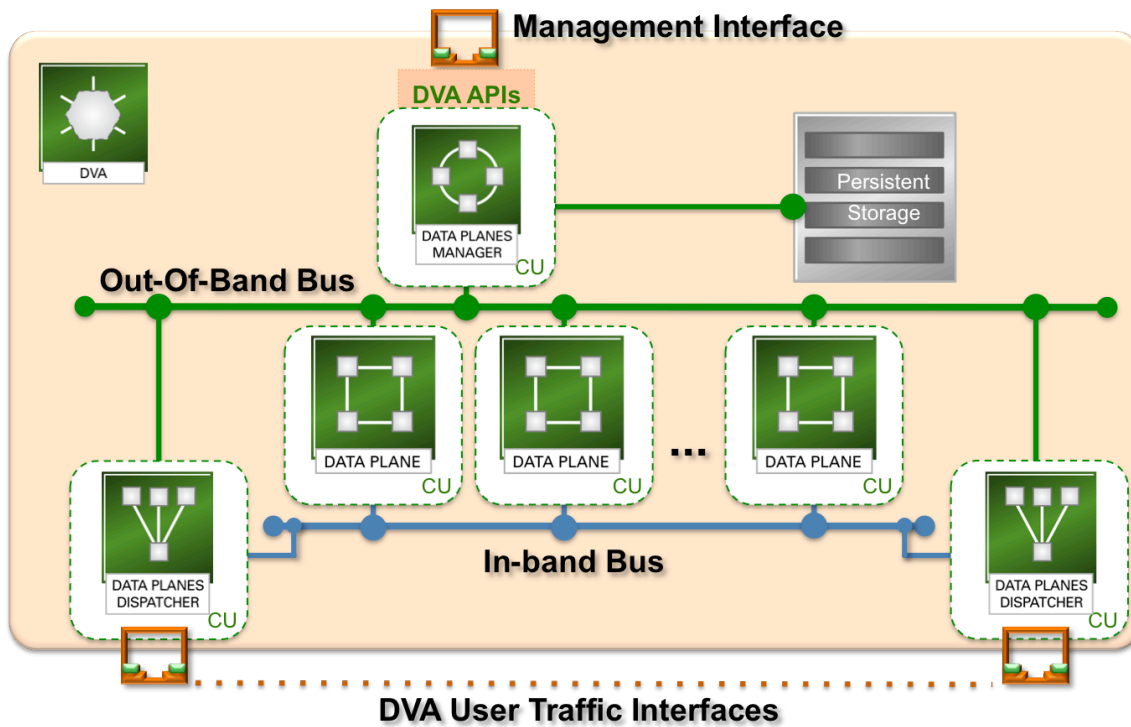 Management Interface
DVA APIs
DVA
DATA PLANES
MANAGER
CU
Persistent
Storage
Out-Of-Band Bus
DATA PLANE
CU
DATA PLANE
CU
...
DATA PLANE
CU
DATA PLANES
DISPATCHER
CU
In-band Bus
DATA PLANES
DISPATCHER
CU
DVA User Traffic Interfaces